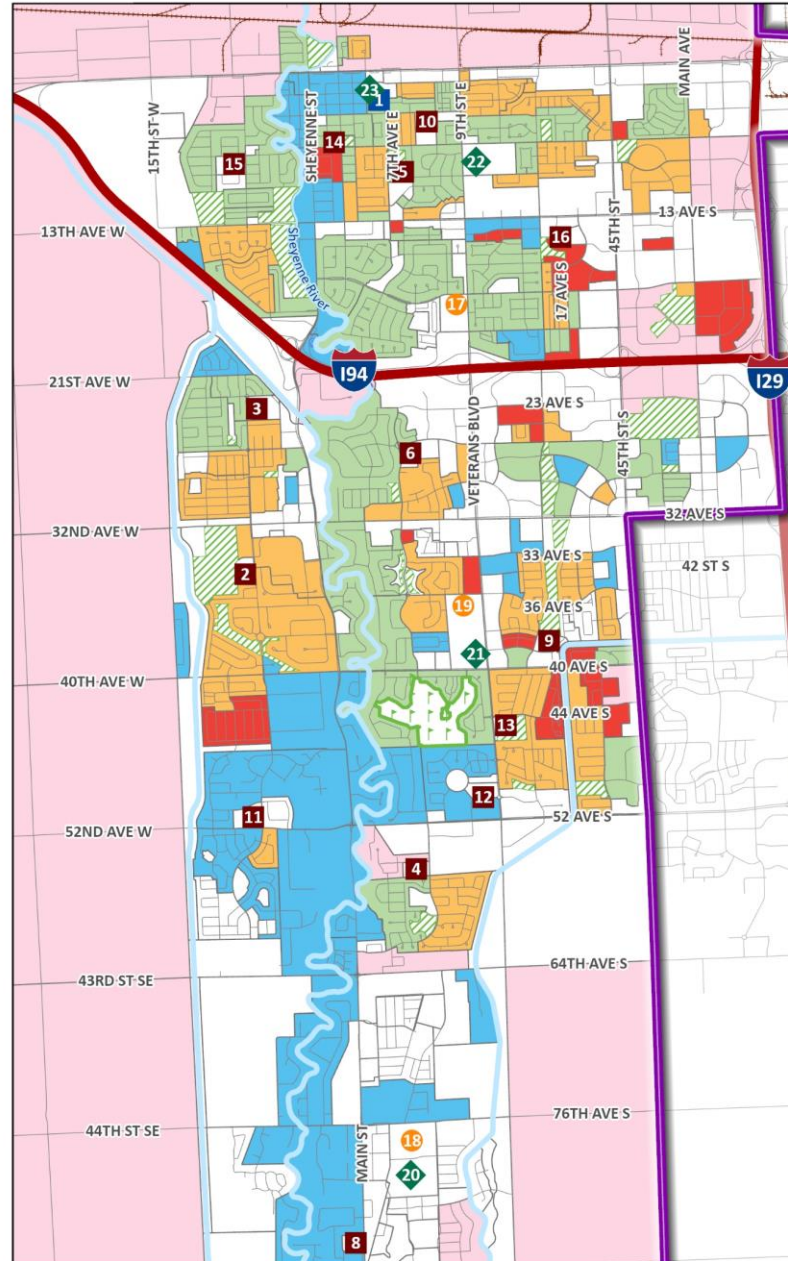 MAIN AVE
23
1
9TH ST E
10
15TH ST W
SHEYENNE ST
14
7TH AVE E
22
15
5
45TH ST
13 AVE S
13TH AVE W
16
Sheyenne River
17 AVE S
17
I94
I29
21ST AVE W
23 AVE S
3
VETERANS BLVD
45TH ST S
6
32 AVE S
32ND AVE W
33 AVE S
42 ST S
2
36 AVE S
19
9
21
40 AVE S
40TH AVE W
44 AVE S
13
12
11
52 AVE S
52ND AVE W
4
64TH AVE S
43RD ST SE
76TH AVE S
44TH ST SE
MAIN ST
18
20
8